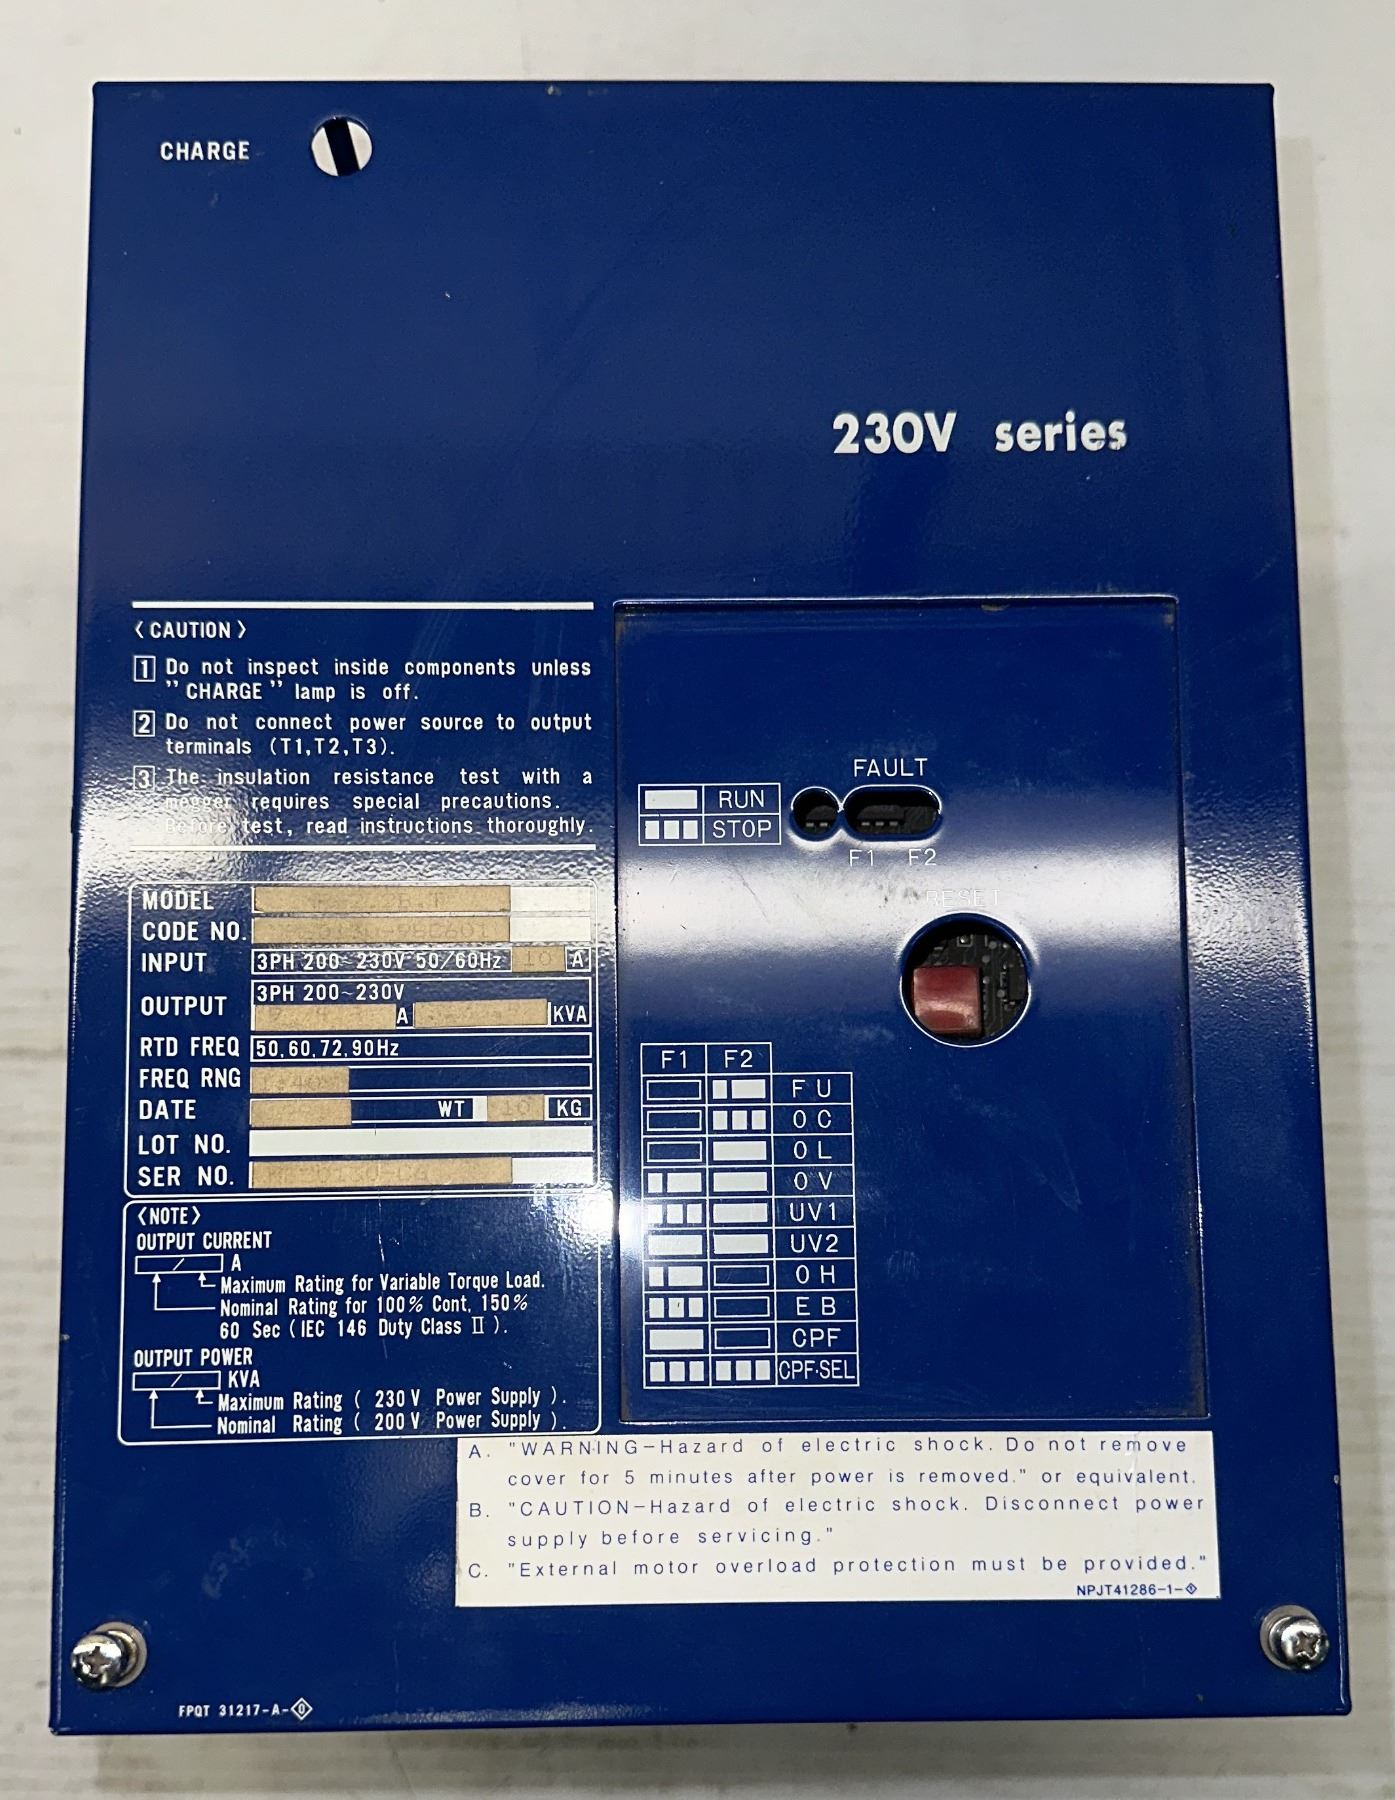 CHARGE
230V series
〈CAUTION〉
1 Do not inspect inside components unless
"CHARGE" lamp is off.
2 Do not connect power source to output
terminals (T1,T2,T3).
3 The insulation resistance test with a
megger requires special precautions.
Before test, read instructions thoroughly.
MODEL
CODE NO.
INPUT 3PH 200~230V 50/60Hz 10 A
OUTPUT 3PH 200~230V
A KVA
RTD FREQ 50,60,72,90Hz
FREQ RNG
DATE WT 10 KG
LOT NO.
SER NO.
〈NOTE〉
OUTPUT CURRENT
/ A
Maximum Rating for Variable Torque Load.
Nominal Rating for 100% Cont, 150%
60 Sec (IEC 146 Duty Class Ⅱ).
OUTPUT POWER
/ KVA
Maximum Rating ( 230V Power Supply ).
Nominal Rating ( 200V Power Supply ).
FAULT
RUN
STOP
F1 F2
RESET
F1 F2
FU
OC
OL
OV
UV1
UV2
OH
EB
CPF
CPF·SEL
A. "WARNING-Hazard of electric shock. Do not remove
cover for 5 minutes after power is removed." or equivalent.
B. "CAUTION-Hazard of electric shock. Disconnect power
supply before servicing."
C. "External motor overload protection must be provided."
NPJT41286-1-
FPQT 31217-A-0